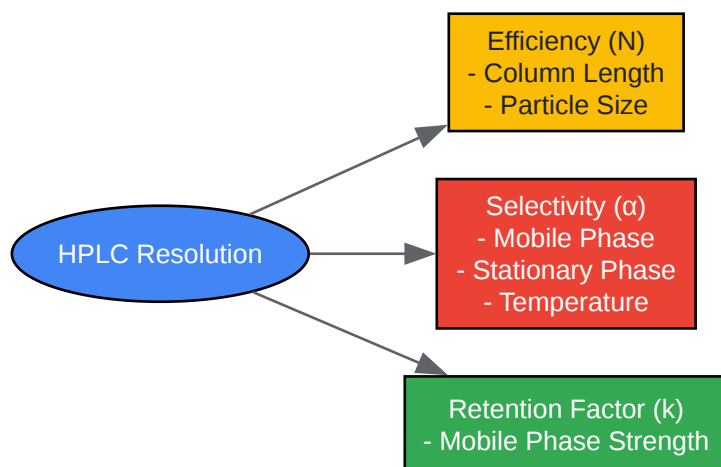 HPLC Resolution
Efficiency (N)
- Column Length
- Particle Size
Selectivity (α)
- Mobile Phase
- Stationary Phase
- Temperature
Retention Factor (k)
- Mobile Phase Strength